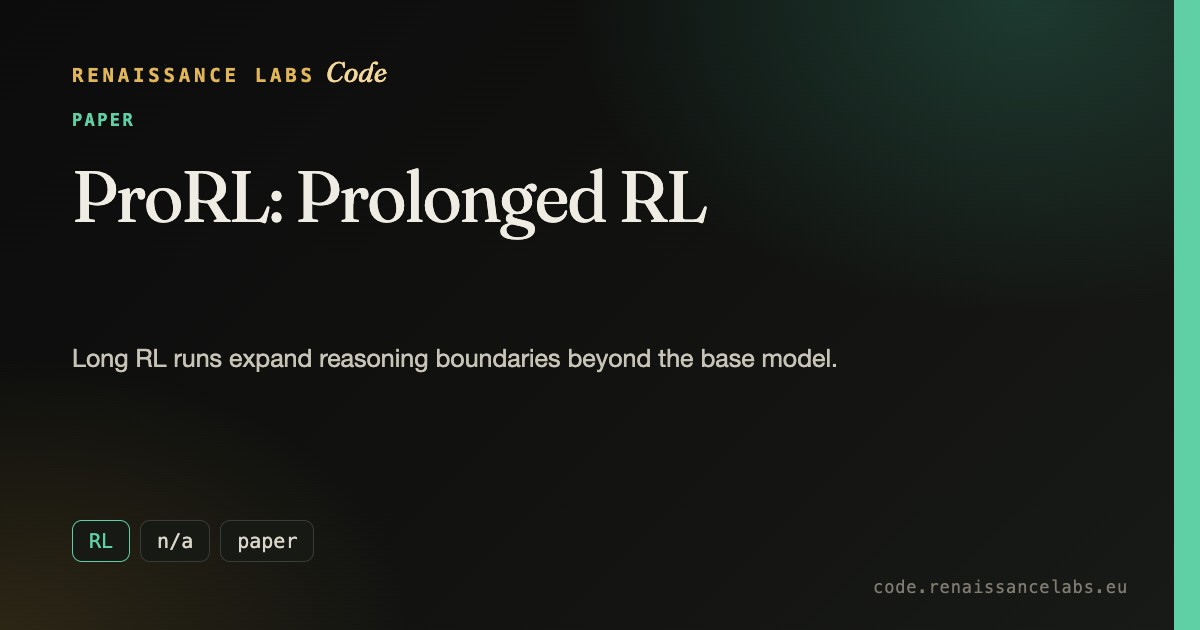 RENAISSANCE LABS Code
PAPER
ProRL: Prolonged RL
Long RL runs expand reasoning boundaries beyond the base model.
RL n/a paper
code.renaissancelabs.eu